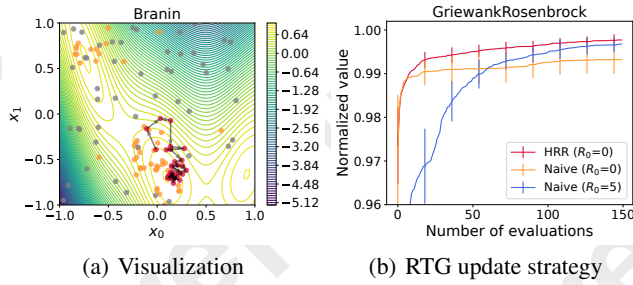 Branin
1.0
0.5
0.0
−0.5
−1.0
x₁
−1.0 −0.5 0.0 0.5 1.0
x₀
0.64
−0.64
−1.28
−1.92
−2.56
−3.20
−3.84
−4.48
−5.12
(a) Visualization
GriewankRosenbrock
1.00
0.99
0.98
0.97
0.96
Normalized value
HRR (R₀=0)
Naive (R₀=0)
Naive (R₀=5)
0 50 100 150
Number of evaluations
(b) RTG update strategy